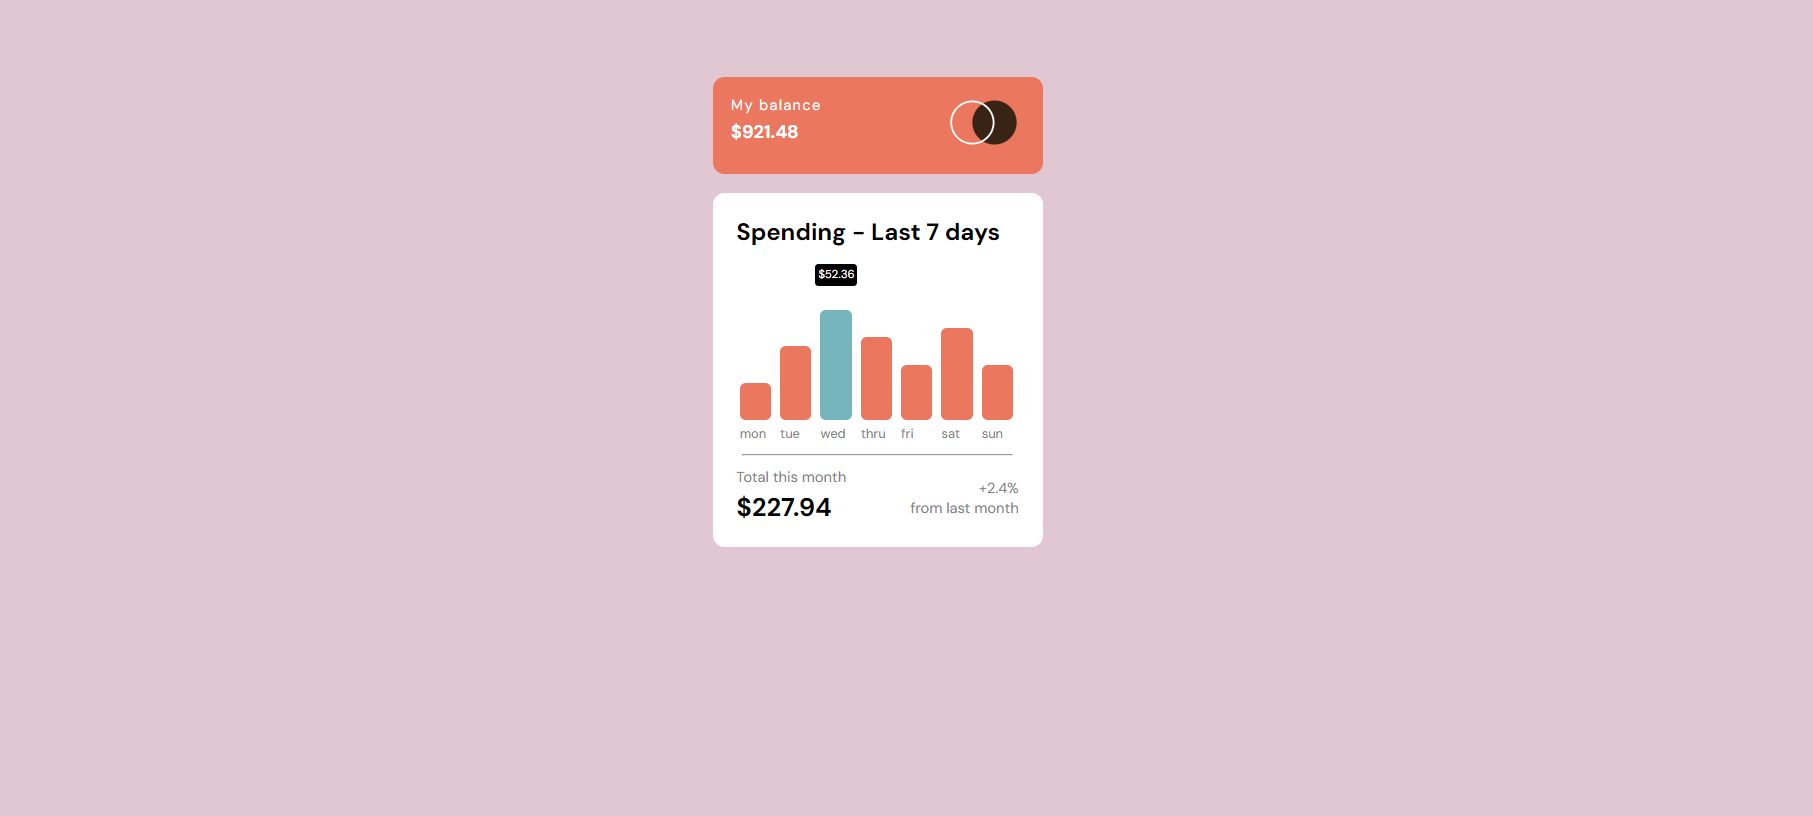 My balance
$921.48
Spending - Last 7 days
$52.36
mon tue wed thru fri sat sun
Total this month
$227.94
+2.4%
from last month